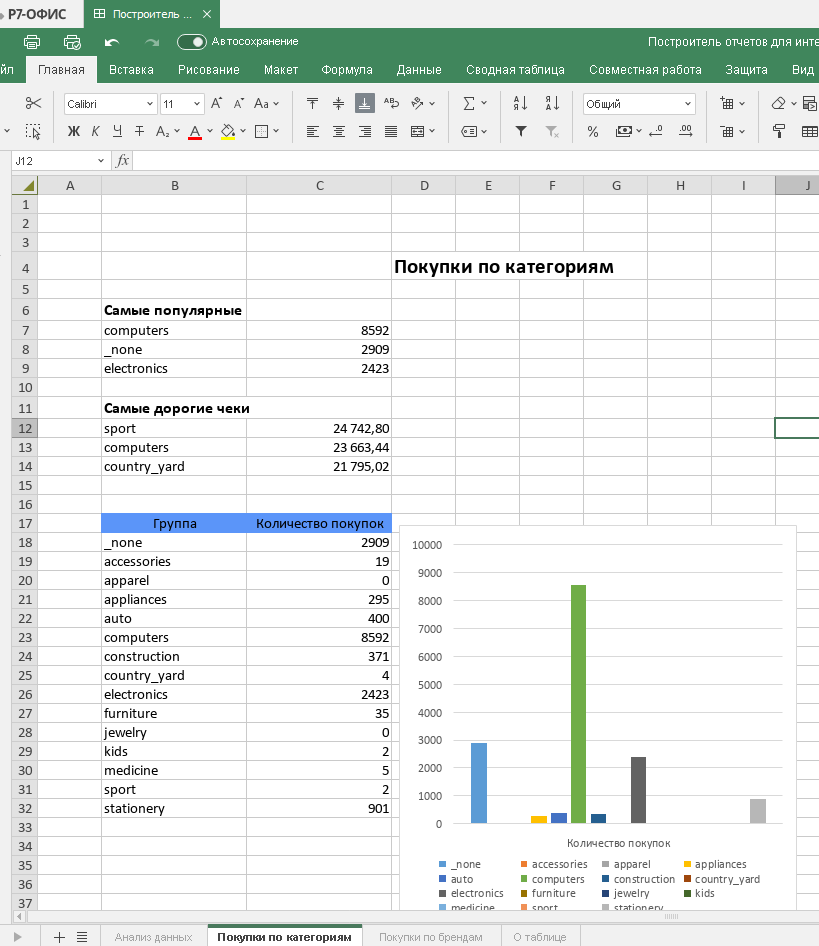 Р7-ОФИС
Построитель ...
Автосохранение
Построитель отчетов для инте
йл Главная Вставка Рисование Макет Формула Данные Сводная таблица Совместная работа Защита Вид
Calibri 11 Общий
J12
A B C D E F G H I J
1
2
3
4 Покупки по категориям
5
6 Самые популярные
7 computers 8592
8 _none 2909
9 electronics 2423
10
11 Самые дорогие чеки
12 sport 24 742,80
13 computers 23 663,44
14 country_yard 21 795,02
15
16
17 Группа Количество покупок
18 _none 2909
19 accessories 19
20 apparel 0
21 appliances 295
22 auto 400
23 computers 8592
24 construction 371
25 country_yard 4
26 electronics 2423
27 furniture 35
28 jewelry 0
29 kids 2
30 medicine 5
31 sport 2
32 stationery 901
33
34
35
36
37
10000
9000
8000
7000
6000
5000
4000
3000
2000
1000
0
Количество покупок
_none accessories apparel appliances
auto computers construction country_yard
electronics furniture jewelry kids
medicine sport stationery
Анализ данных Покупки по категориям Покупки по брендам О таблице